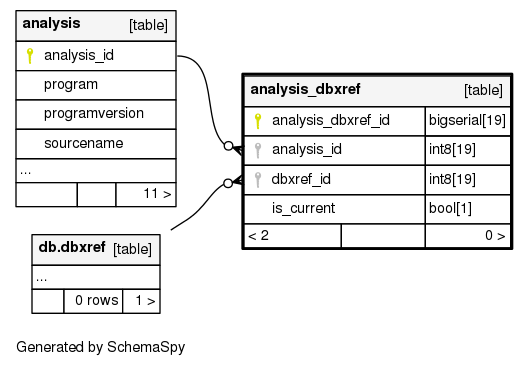 analysis [table]
analysis_id
program
programversion
sourcename
...
11 >
analysis_dbxref [table]
analysis_dbxref_id bigserial[19]
analysis_id int8[19]
dbxref_id int8[19]
is_current bool[1]
< 2 0 >
db.dbxref [table]
...
0 rows 1 >
Generated by SchemaSpy